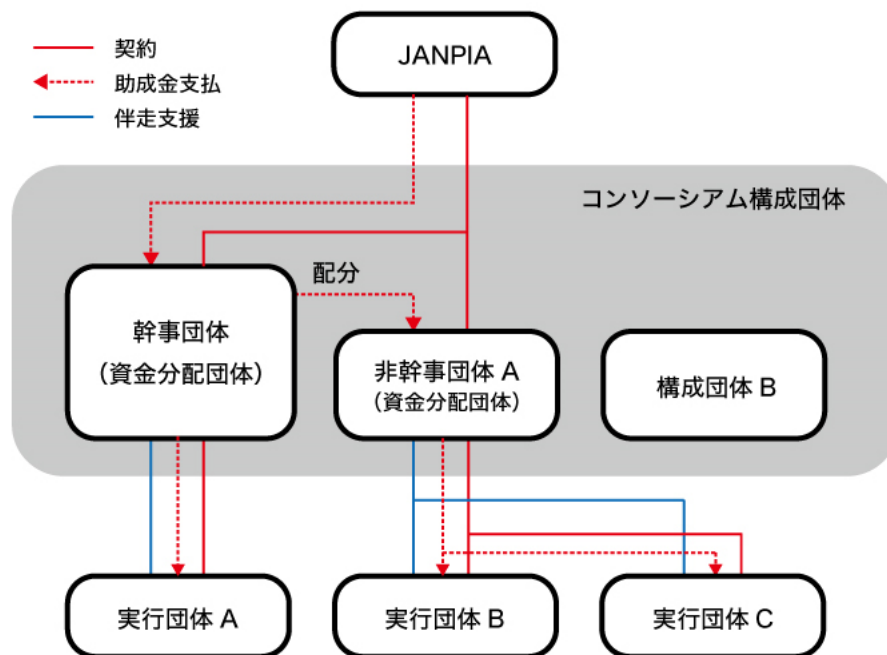 契約
助成金支払
伴走支援
JANPIA
コンソーシアム構成団体
配分
幹事団体
（資金分配団体）
非幹事団体 A
（資金分配団体）
構成団体 B
実行団体 A
実行団体 B
実行団体 C